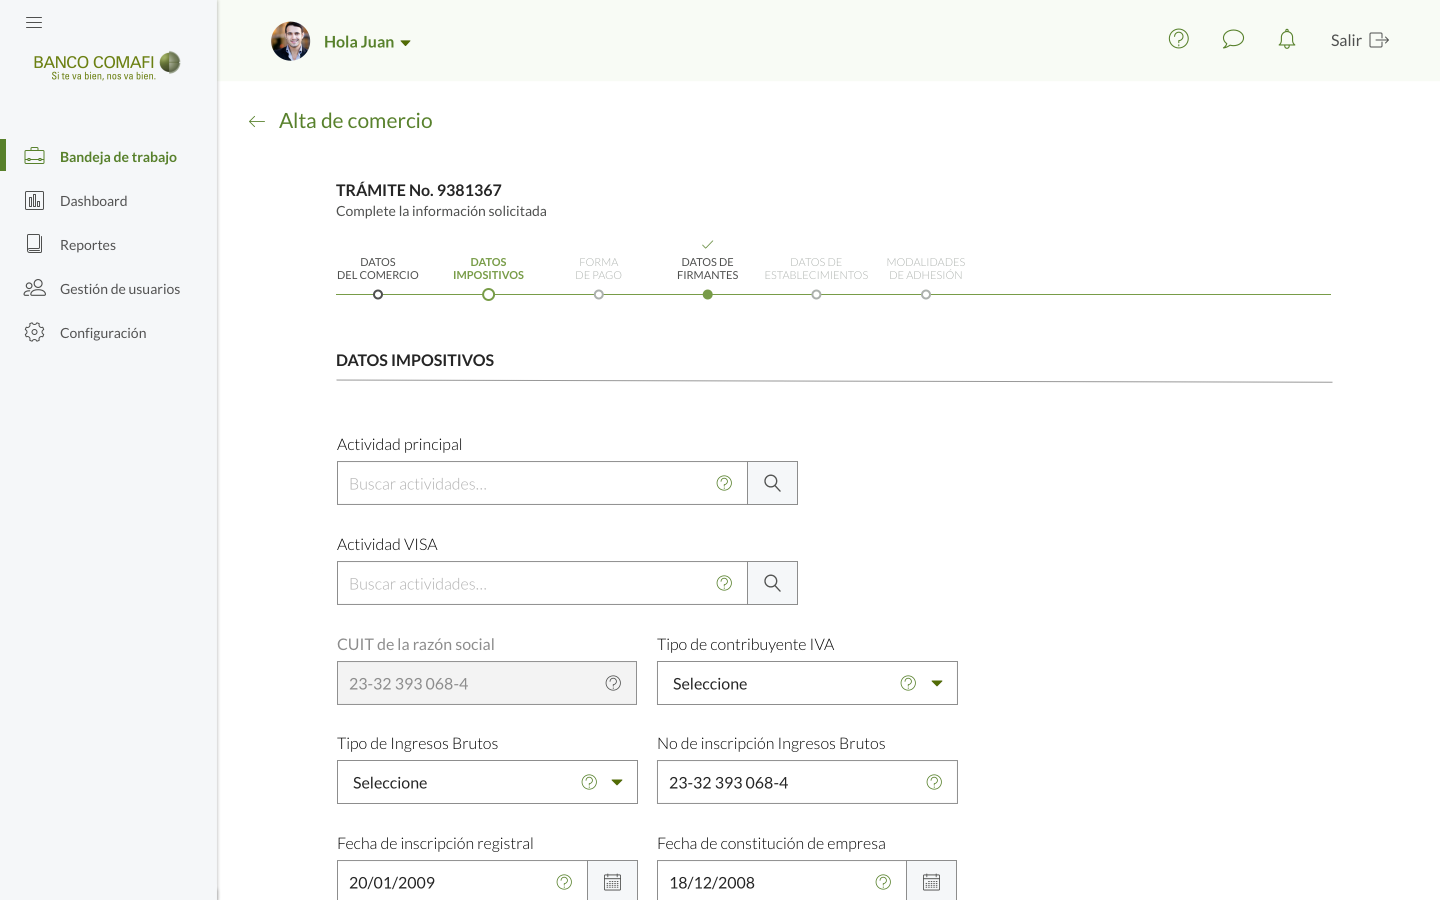 BANCO COMAFI
Si te va bien, nos va bien.
Hola Juan
Salir
Bandeja de trabajo
Dashboard
Reportes
Gestión de usuarios
Configuración
Alta de comercio
TRÁMITE No. 9381367
Complete la información solicitada
DATOS
DEL COMERCIO
DATOS
IMPOSITIVOS
FORMA
DE PAGO
DATOS DE
FIRMANTES
DATOS DE
ESTABLECIMIENTOS
MODALIDADES
DE ADHESIÓN
DATOS IMPOSITIVOS
Actividad principal
Buscar actividades...
Actividad VISA
Buscar actividades...
CUIT de la razón social
23-32 393 068-4
Tipo de contribuyente IVA
Seleccione
Tipo de Ingresos Brutos
Seleccione
No de inscripción Ingresos Brutos
23-32 393 068-4
Fecha de inscripción registral
20/01/2009
Fecha de constitución de empresa
18/12/2008